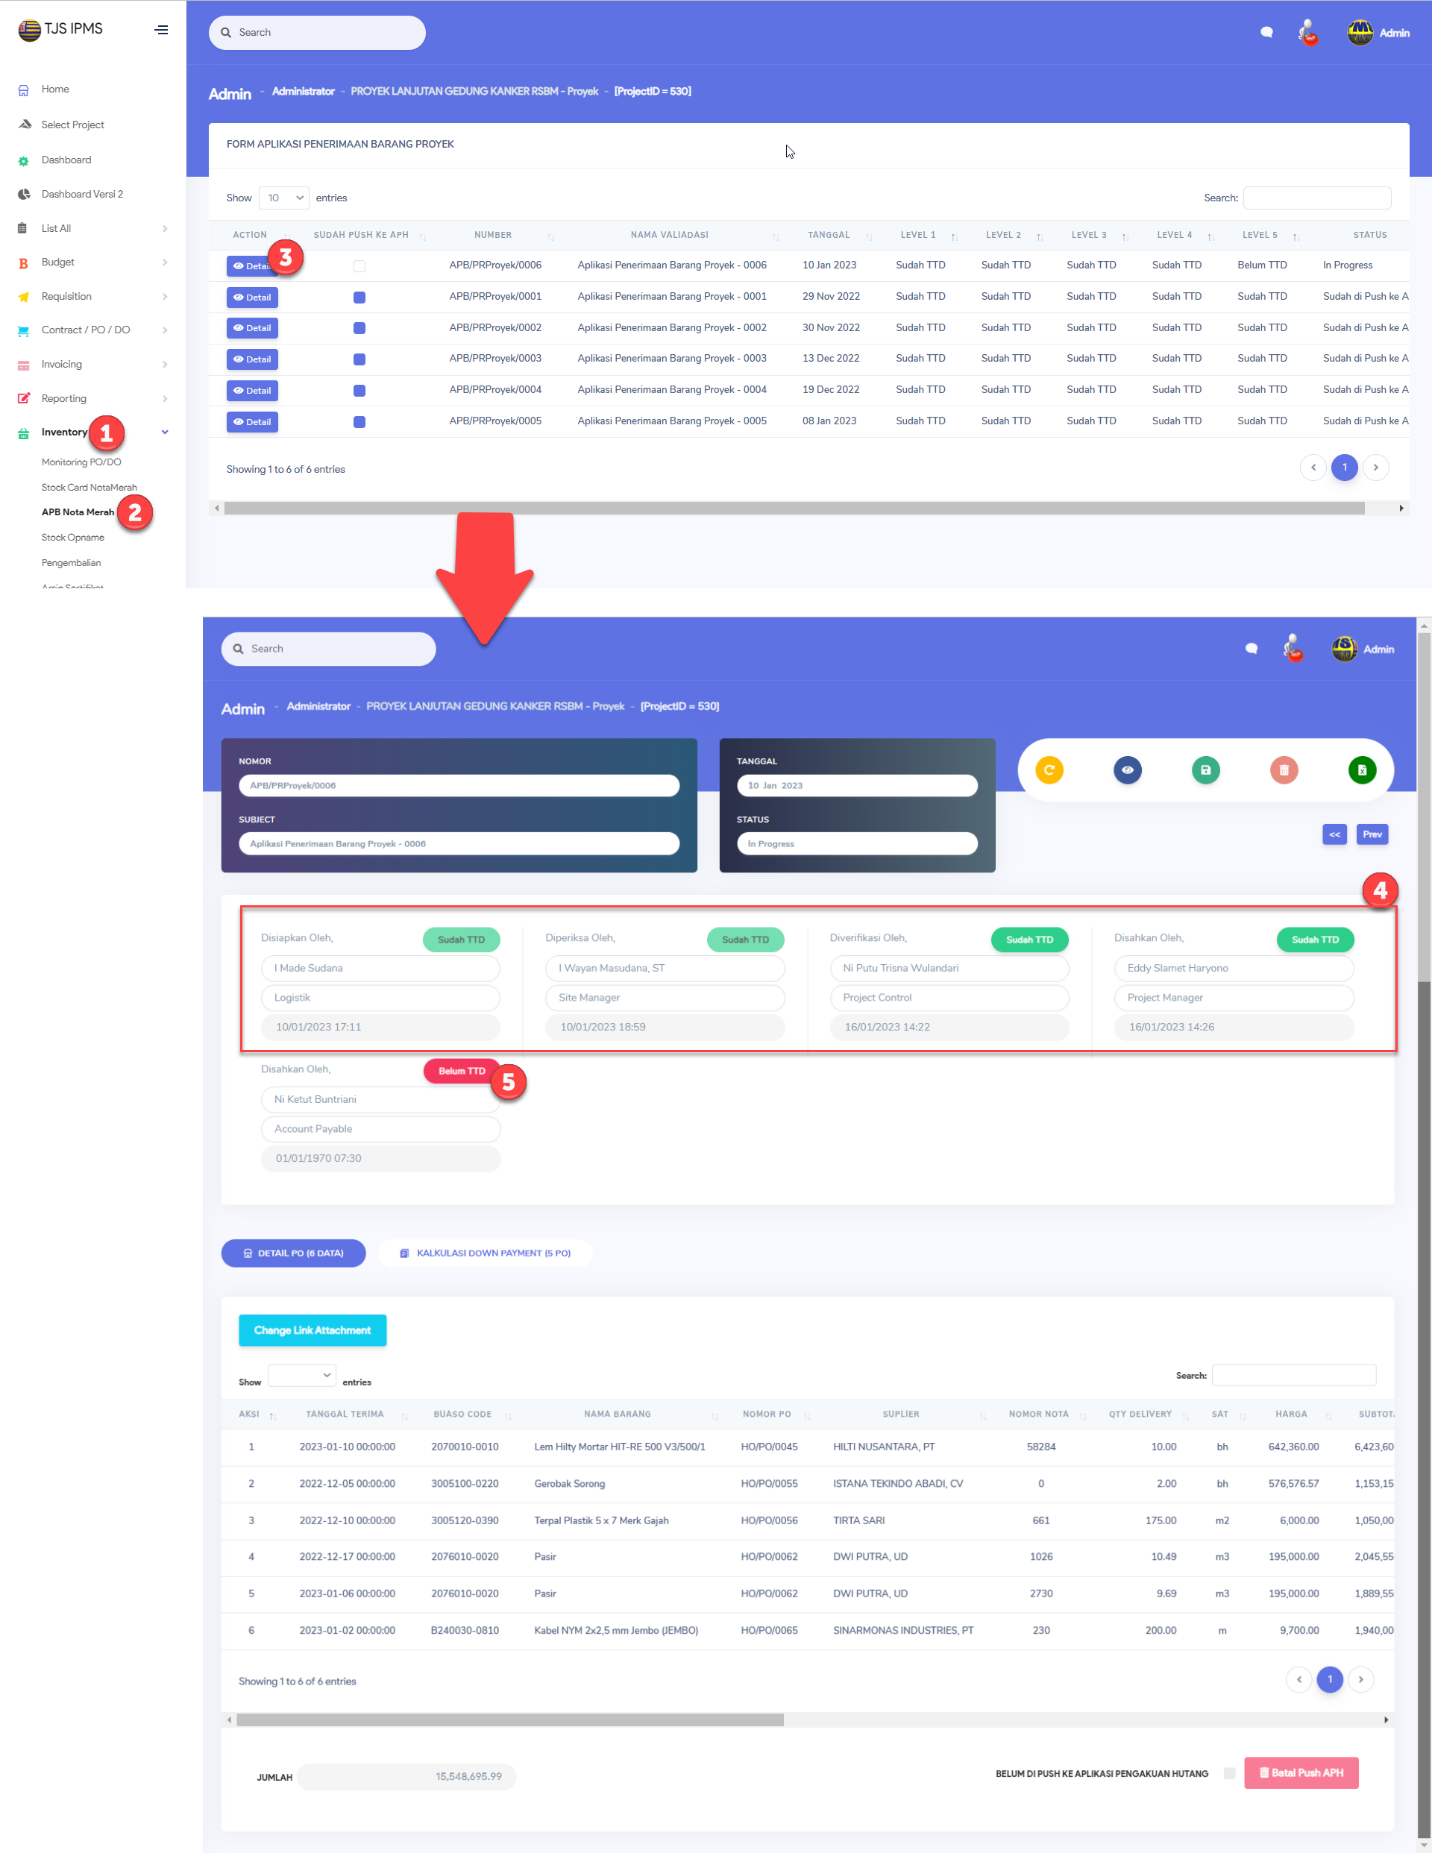 TJS IPMS
Search
Admin
Home
Select Project
Dashboard
Dashboard Versi 2
List All
Budget
Requisition
Contract / PO / DO
Invoicing
Reporting
Inventory 1
Monitoring PO/DO
Stock Card NotaMerah
APB Nota Merah 2
Stock Opname
Pengembalian
Admin - Administrator - PROYEK LANJUTAN GEDUNG KANKER RSBM - Proyek - [ProjectID = 530]
FORM APLIKASI PENERIMAAN BARANG PROYEK
Show 10 entries Search:
ACTION SUDAH PUSH KE APH NUMBER NAMA VALIADASI TANGGAL LEVEL 1 LEVEL 2 LEVEL 3 LEVEL 4 LEVEL 5 STATUS
3
Detail APB/PRProyek/0006 Aplikasi Penerimaan Barang Proyek - 0006 10 Jan 2023 Sudah TTD Sudah TTD Sudah TTD Sudah TTD Belum TTD In Progress
Detail APB/PRProyek/0001 Aplikasi Penerimaan Barang Proyek - 0001 29 Nov 2022 Sudah TTD Sudah TTD Sudah TTD Sudah TTD Sudah TTD Sudah di Push ke A
Detail APB/PRProyek/0002 Aplikasi Penerimaan Barang Proyek - 0002 30 Nov 2022 Sudah TTD Sudah TTD Sudah TTD Sudah TTD Sudah TTD Sudah di Push ke A
Detail APB/PRProyek/0003 Aplikasi Penerimaan Barang Proyek - 0003 13 Dec 2022 Sudah TTD Sudah TTD Sudah TTD Sudah TTD Sudah TTD Sudah di Push ke A
Detail APB/PRProyek/0004 Aplikasi Penerimaan Barang Proyek - 0004 19 Dec 2022 Sudah TTD Sudah TTD Sudah TTD Sudah TTD Sudah TTD Sudah di Push ke A
Detail APB/PRProyek/0005 Aplikasi Penerimaan Barang Proyek - 0005 08 Jan 2023 Sudah TTD Sudah TTD Sudah TTD Sudah TTD Sudah TTD Sudah di Push ke A
Showing 1 to 6 of 6 entries < 1 >
Search
Admin
Admin - Administrator - PROYEK LANJUTAN GEDUNG KANKER RSBM - Proyek - [ProjectID = 530]
NOMOR
APB/PRProyek/0006
SUBJECT
Aplikasi Penerimaan Barang Proyek - 0006
TANGGAL
10 Jan 2023
STATUS
In Progress
<< Prev
4
Disiapkan Oleh, Sudah TTD
I Made Sudana
Logistik
10/01/2023 17:11
Diperiksa Oleh, Sudah TTD
I Wayan Masudana, ST
Site Manager
10/01/2023 18:59
Diverifikasi Oleh, Sudah TTD
Ni Putu Trisna Wulandari
Project Control
16/01/2023 14:22
Disahkan Oleh, Sudah TTD
Eddy Slamet Haryono
Project Manager
16/01/2023 14:26
Disahkan Oleh, Belum TTD 5
Ni Ketut Buntriani
Account Payable
01/01/1970 07:30
DETAIL PO (6 DATA) KALKULASI DOWN PAYMENT (5 PO)
Change Link Attachment
Show entries Search:
AKSI TANGGAL TERIMA BUASO CODE NAMA BARANG NOMOR PO SUPLIER NOMOR NOTA QTY DELIVERY SAT HARGA SUBTOT
1 2023-01-10 00:00:00 2070010-0010 Lem Hilty Mortar HIT-RE 500 V3/500/1 HO/PO/0045 HILTI NUSANTARA, PT 58284 10.00 bh 642,360.00 6,423,60
2 2022-12-05 00:00:00 3005100-0220 Gerobak Sorong HO/PO/0055 ISTANA TEKINDO ABADI, CV 0 2.00 bh 576,576.57 1,153,15
3 2022-12-10 00:00:00 3005120-0390 Terpal Plastik 5 x 7 Merk Gajah HO/PO/0056 TIRTA SARI 661 175.00 m2 6,000.00 1,050,00
4 2022-12-17 00:00:00 2076010-0020 Pasir HO/PO/0062 DWI PUTRA, UD 1026 10.49 m3 195,000.00 2,045,55
5 2023-01-06 00:00:00 2076010-0020 Pasir HO/PO/0062 DWI PUTRA, UD 2730 9.69 m3 195,000.00 1,889,55
6 2023-01-02 00:00:00 B240030-0810 Kabel NYM 2x2,5 mm Jembo (JEMBO) HO/PO/0065 SINARMONAS INDUSTRIES, PT 230 200.00 m 9,700.00 1,940,00
Showing 1 to 6 of 6 entries < 1 >
JUMLAH 15,548,695.99 BELUM DI PUSH KE APLIKASI PENGAKUAN HUTANG Batal Push APH